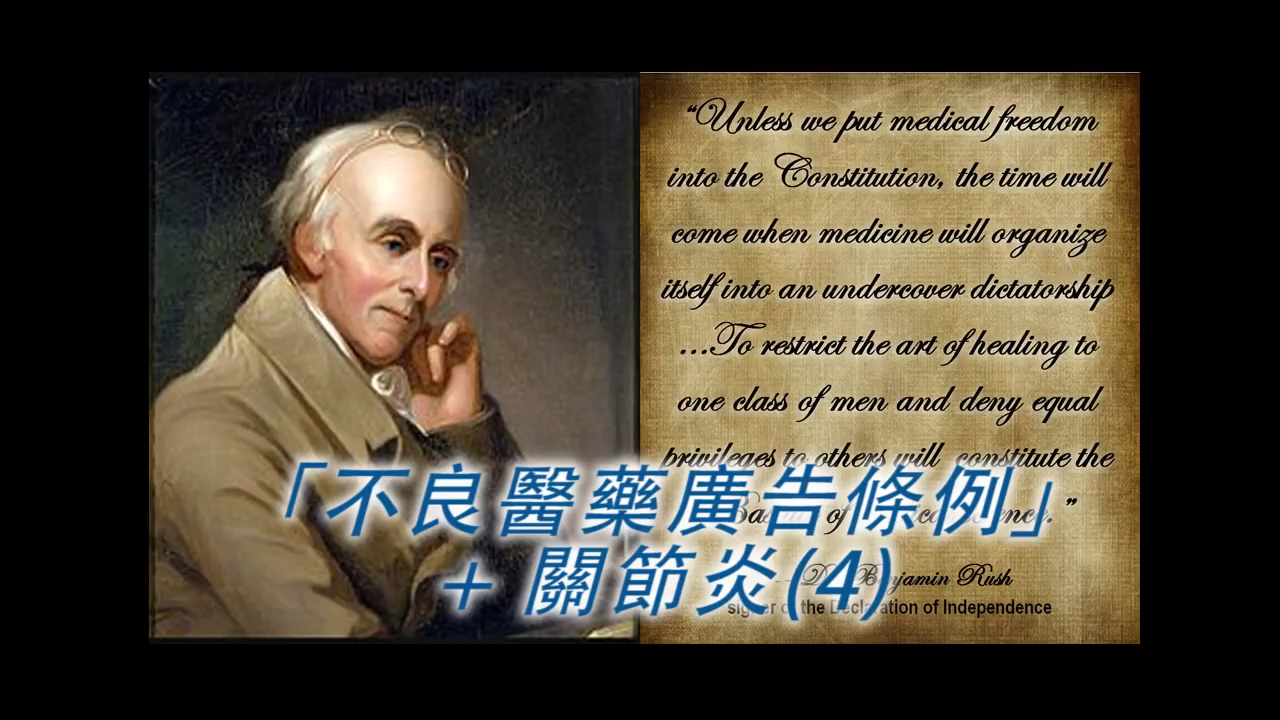 “Unless we put medical freedom
into the Constitution, the time will
come when medicine will organize
itself into an undercover dictatorship
...To restrict the art of healing to
one class of men and deny equal
privileges to others will constitute the
of
”
「不良醫藥廣告條例」
Benjamin Rush
+ 關節炎(4)
signer of the Declaration of Independence